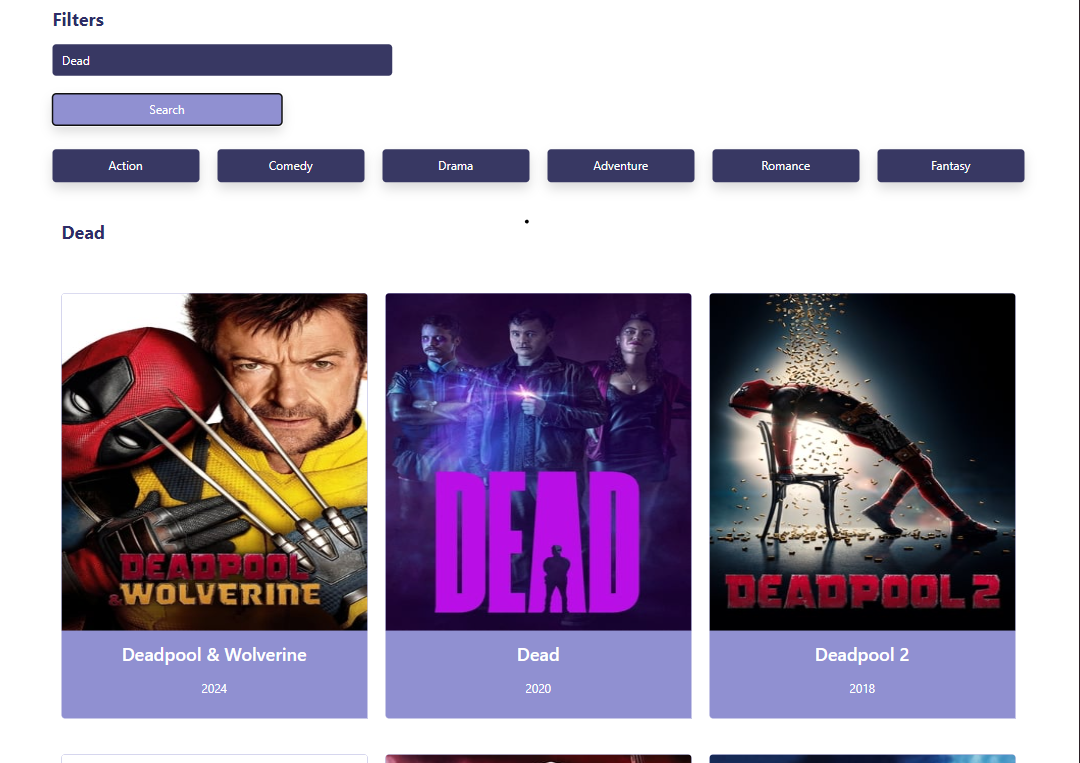 Filters
Dead
Search
Action Comedy Drama Adventure Romance Fantasy
Dead
DEADPOOL
& WOLVERINE
DEAD
DEADPOOL 2
Deadpool & Wolverine
2024
Dead
2020
Deadpool 2
2018